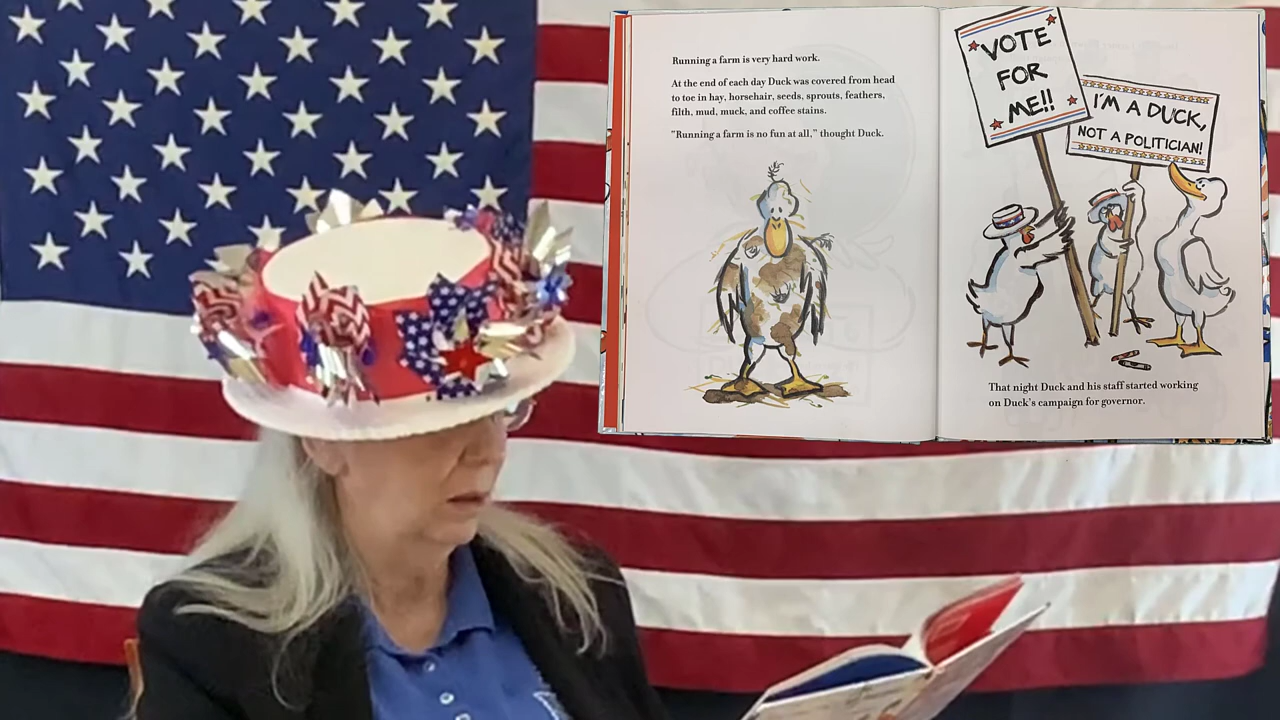 Running a farm is very hard work.
At the end of each day Duck was covered from head
to toe in hay, horsehair, seeds, sprouts, feathers,
filth, mud, muck, and coffee stains.
"Running a farm is no fun at all," thought Duck.
VOTE
FOR
ME!!
I'M A DUCK,
NOT A POLITICIAN!
That night Duck and his staff started working
on Duck's campaign for governor.